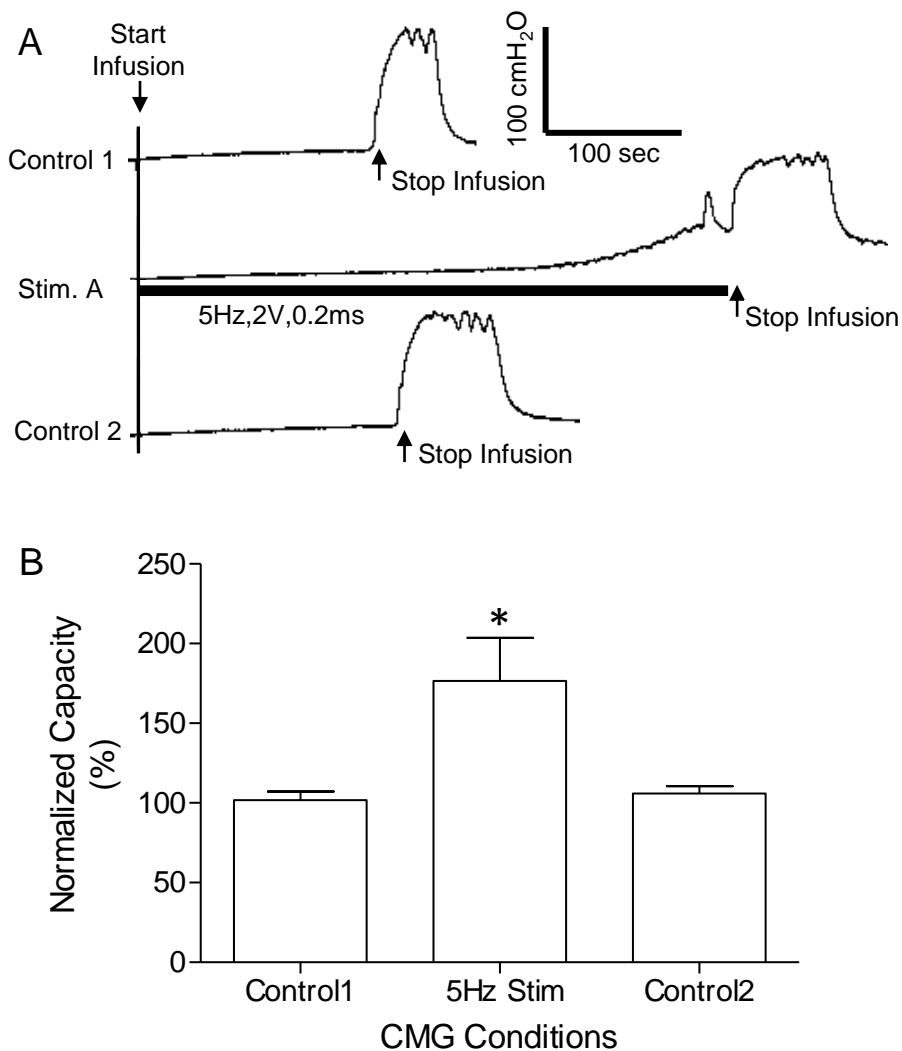 A
Start
Infusion
100 cmH₂O
100 sec
Control 1
Stop Infusion
Stim. A
5Hz,2V,0.2ms
Stop Infusion
Control 2
Stop Infusion
B
Normalized Capacity
(%)
250
200
150
100
50
0
*
Control1
5Hz Stim
Control2
CMG Conditions